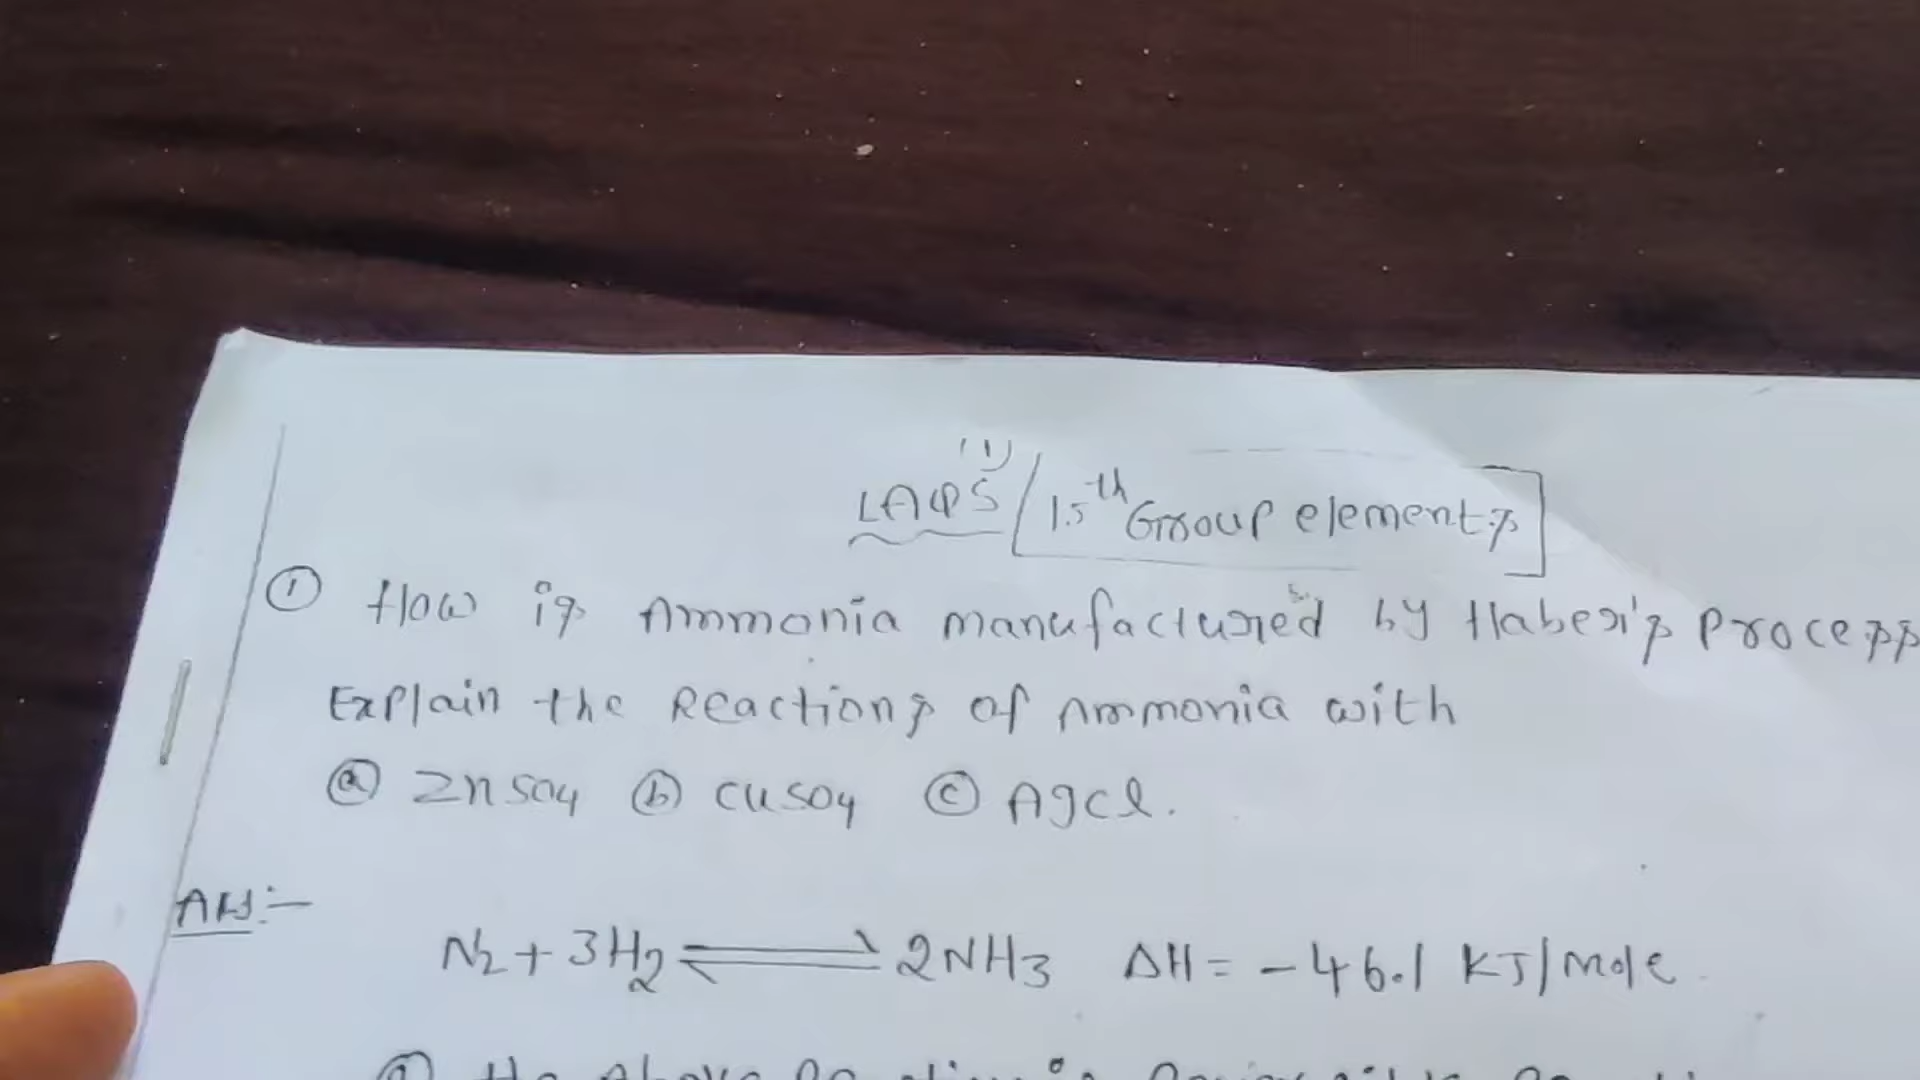 (1)
LAQS / 15th Group elements
① How is Ammonia manufactured by Haber's process
Explain the Reactions of Ammonia with
ⓐ ZnSO4 ⓑ CuSO4 ⓒ AgCl.
Ans:-
N2 + 3H2 ⇌ 2NH3 ΔH = -46.1 KJ/mole